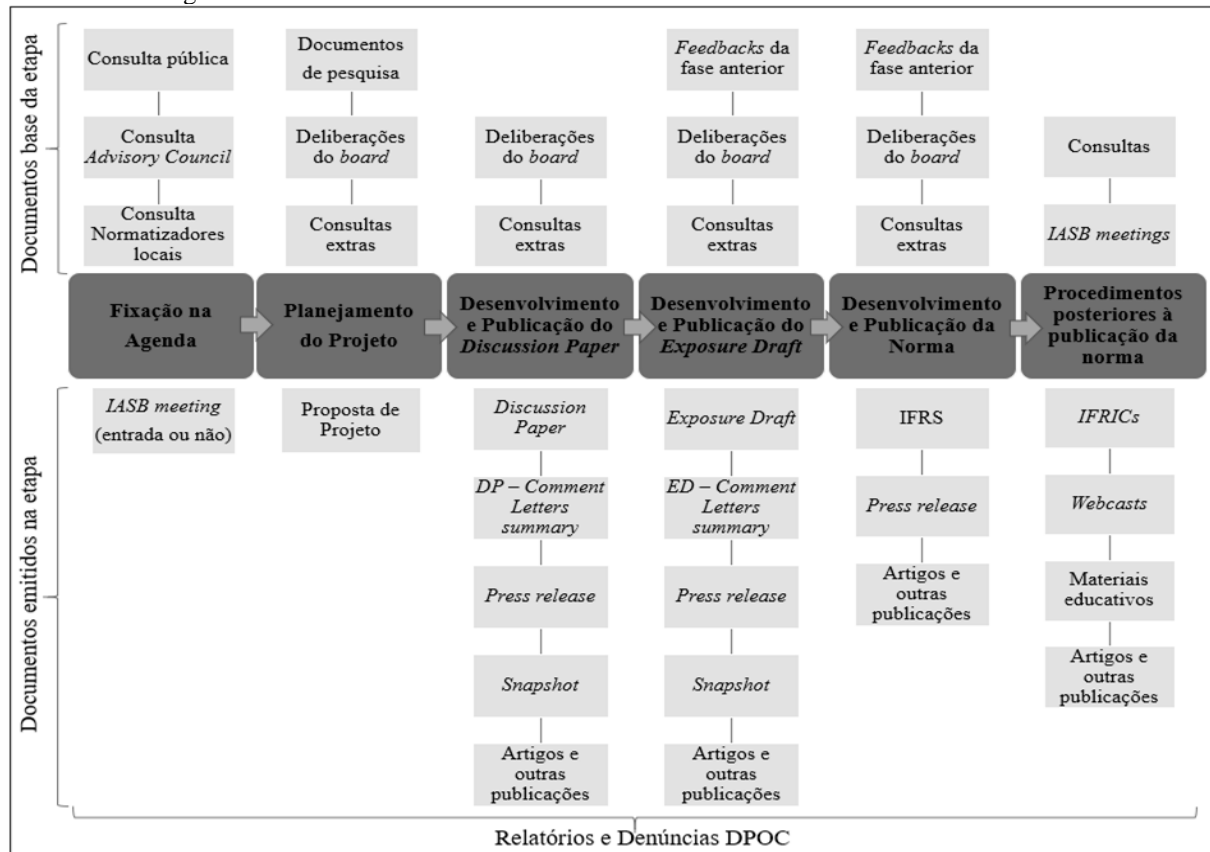 Documentos base da etapa
Consulta pública
Consulta
Advisory Council
Consulta
Normatizadores
locais
Documentos
de pesquisa
Deliberações
do board
Consultas
extras
Deliberações
do board
Consultas
extras
Feedbacks da
fase anterior
Deliberações
do board
Consultas
extras
Feedbacks da
fase anterior
Deliberações
do board
Consultas
extras
Consultas
IASB meetings
Fixação na
Agenda
Planejamento
do Projeto
Desenvolvimento
e Publicação do
Discussion Paper
Desenvolvimento
e Publicação do
Exposure Draft
Desenvolvimento
e Publicação da
Norma
Procedimentos
posteriores à
publicação da
norma
Documentos emitidos na etapa
IASB meeting
(entrada ou não)
Proposta de
Projeto
Discussion
Paper
DP – Comment
Letters
summary
Press release
Snapshot
Artigos e
outras
publicações
Exposure Draft
ED – Comment
Letters
summary
Press release
Snapshot
Artigos e
outras
publicações
IFRS
Press release
Artigos e
outras
publicações
IFRICs
Webcasts
Materiais
educativos
Artigos e
outras
publicações
Relatórios e Denúncias DPOC